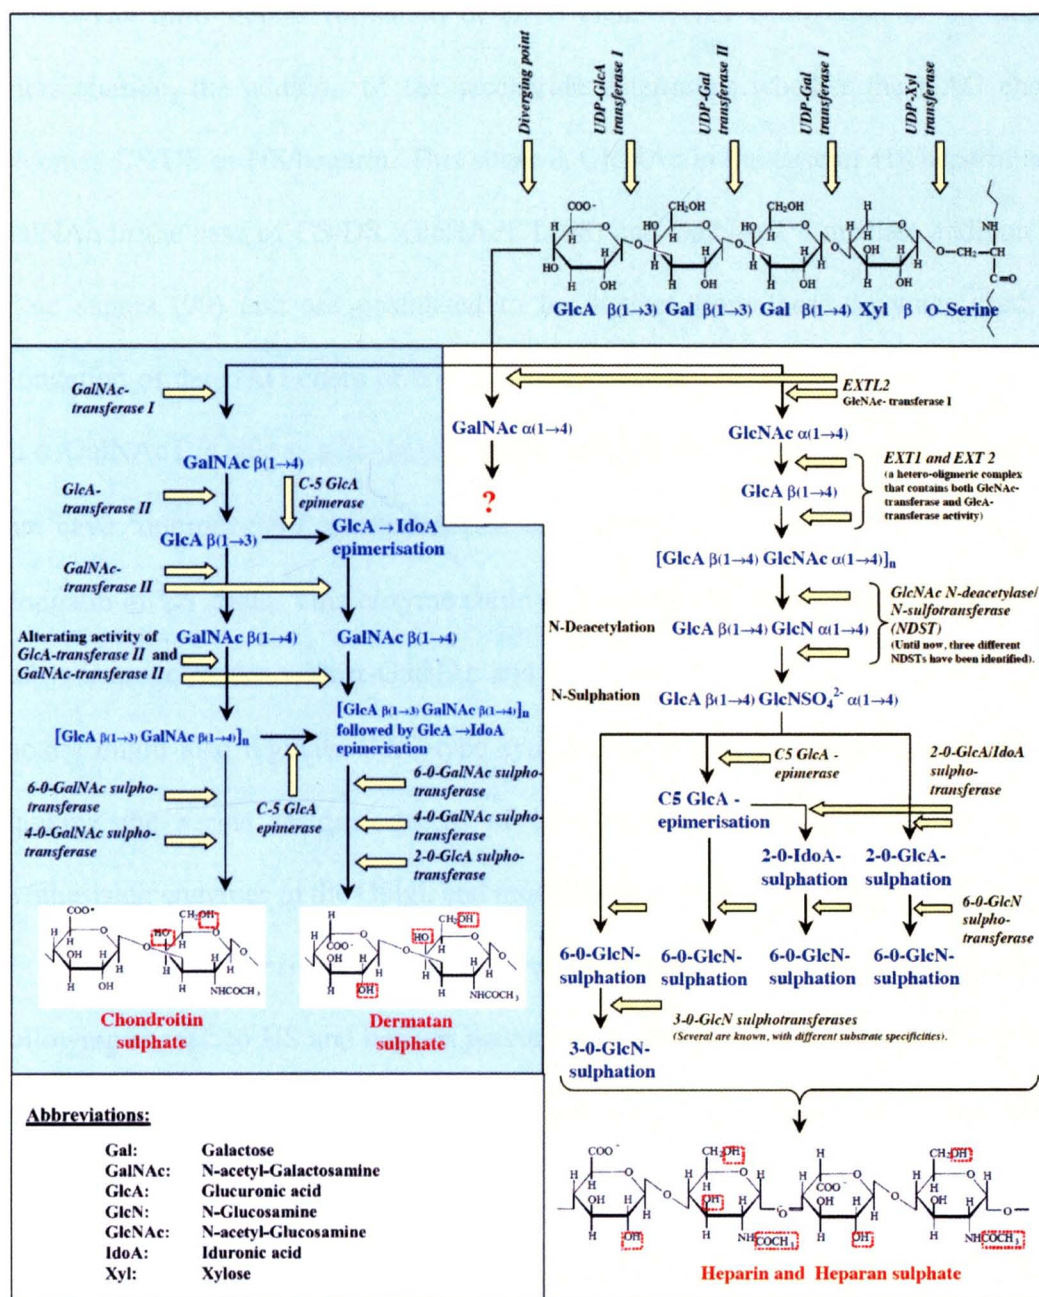 Diverging point
UDP-GlcA
transferase I
UDP-Gal
transferase II
UDP-Gal
transferase I
UDP-Xyl
transferase
GlcA β(1→3) Gal β(1→3) Gal β(1→4) Xyl β O-Serine
GalNAc-
transferase I
EXTL2
GlcNAc- transferase I
GalNAc α(1→4)
?
GlcNAc α(1→4)
EXT1 and EXT 2
(a hetero-oligmeric complex
that contains both GlcNAc-
transferase and GlcA-
transferase activity)
GlcA β(1→4)
[GlcA β(1→4) GlcNAc α(1→4)]n
GalNAc β(1→4)
GlcA-
transferase II
C-5 GlcA
epimerase
GlcA β(1→3)
GlcA→IdoA
epimerisation
GalNAc-
transferase II
GalNAc β(1→4)
GalNAc β(1→4)
Alterating activity of
GlcA-transferase II and
GalNAc-transferase II
[GlcA β(1→3) GalNAc β(1→4)]n
[GlcA β(1→3) GalNAc β(1→4)]n
followed by GlcA →IdoA
epimerisation
C-5 GlcA
epimerase
6-0-GalNAc sulpho-
transferase
4-0-GalNAc sulpho-
transferase
6-0-GalNAc sulpho-
transferase
4-0-GalNAc sulpho-
transferase
2-0-GlcA sulpho-
transferase
Chondroitin
sulphate
Dermatan
sulphate
N-Deacetylation
GlcA β(1→4) GlcN α(1→4)
GlcNAc N-deacetylase/
N-sulfotransferase
(NDST)
(Until now, three different
NDSTs have been identified).
N-Sulphation
GlcA β(1→4) GlcNSO4 2- α(1→4)
C5 GlcA -
epimerase
2-0-GlcA/IdoA
sulpho-
transferase
C5 GlcA -
epimerisation
2-0-IdoA-
sulphation
2-0-GlcA-
sulphation
6-0-GlcN
sulpho-
transferase
6-0-GlcN-
sulphation
6-0-GlcN-
sulphation
6-0-GlcN-
sulphation
6-0-GlcN-
sulphation
3-0-GlcN sulphotransferases
(Several are known, with different substrate specificities).
3-0-GlcN-
sulphation
Heparin and Heparan sulphate
Abbreviations:
Gal: Galactose
GalNAc: N-acetyl-Galactosamine
GlcA: Glucuronic acid
GlcN: N-Glucosamine
GlcNAc: N-acetyl-Glucosamine
IdoA: Iduronic acid
Xyl: Xylose